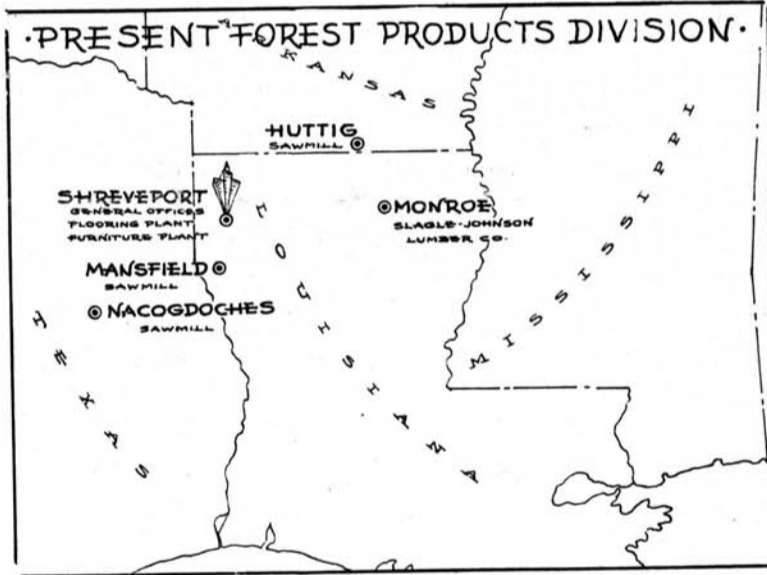 ·PRESENT FOREST PRODUCTS DIVISION·
ARKANSAS
HUTTIG
SAWMILL
SHREVEPORT
GENERAL OFFICES
FLOORING PLANT
FURNITURE PLANT
MONROE
SLAGLE-JOHNSON
LUMBER CO.
MANSFIELD
SAWMILL
NACOGDOCHES
SAWMILL
TEXAS
LOUISIANA
MISSISSIPPI